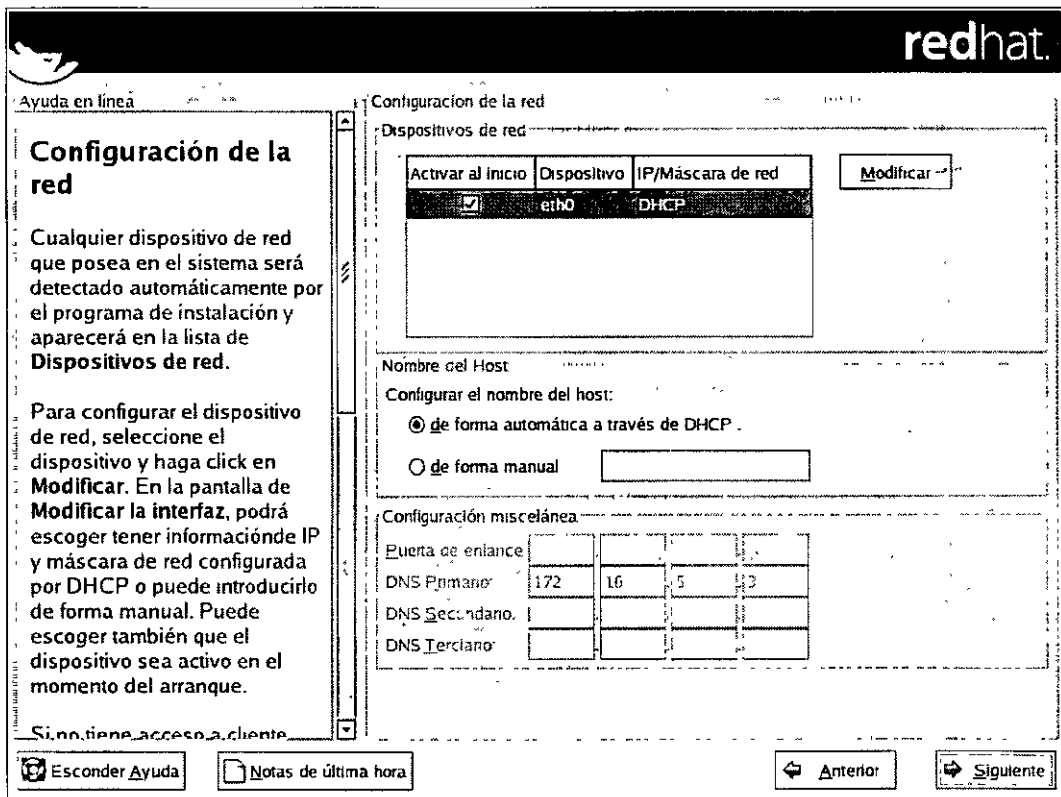 redhat.
Ayuda en línea
Configuración de la
red
Cualquier dispositivo de red
que posea en el sistema será
detectado automáticamente por
el programa de instalación y
aparecerá en la lista de
Dispositivos de red.
Para configurar el dispositivo
de red, seleccione el
dispositivo y haga click en
Modificar. En la pantalla de
Modificar la interfaz, podrá
escoger tener informaciónde IP
y máscara de red configurada
por DHCP o puede introducirlo
de forma manual. Puede
escoger también que el
dispositivo sea activo en el
momento del arranque.
Si no tiene acceso a cliente
Configuracion de la red
Dispositivos de red
Activar al inicio Dispositivo IP/Máscara de red
eth0 DHCP
Modificar
Nombre del Host
Configurar el nombre del host:
de forma automática a través de DHCP .
de forma manual
Configuración miscelánea
Puerta de enlance
DNS Primario
172 16 5 3
DNS Secundario.
DNS Terciario
Esconder Ayuda
Notas de última hora
Anterior
Siguiente